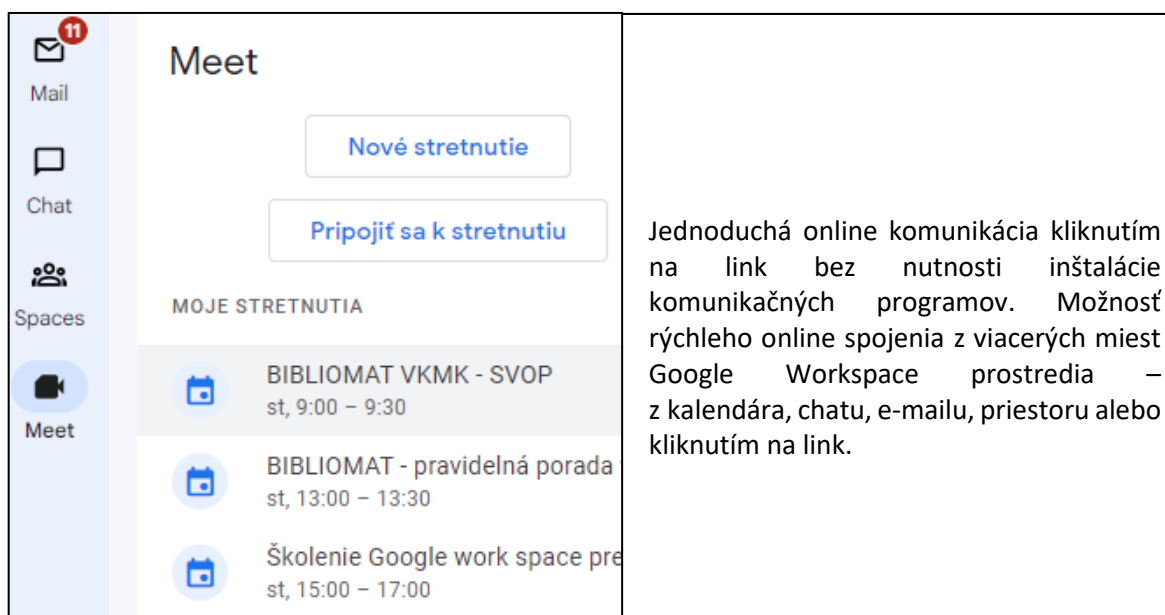 11
Mail
Chat
Spaces
Meet
Meet
Nové stretnutie
Pripojiť sa k stretnutiu
MOJE STRETNUTIA
BIBLIOMAT VKMK - SVOP
st, 9:00 – 9:30
BIBLIOMAT - pravidelná porada
st, 13:00 – 13:30
Školenie Google work space pre
st, 15:00 – 17:00
Jednoduchá online komunikácia kliknutím
na link bez nutnosti inštalácie
komunikačných programov. Možnosť
rýchleho online spojenia z viacerých miest
Google Workspace prostredia –
z kalendára, chatu, e-mailu, priestoru alebo
kliknutím na link.